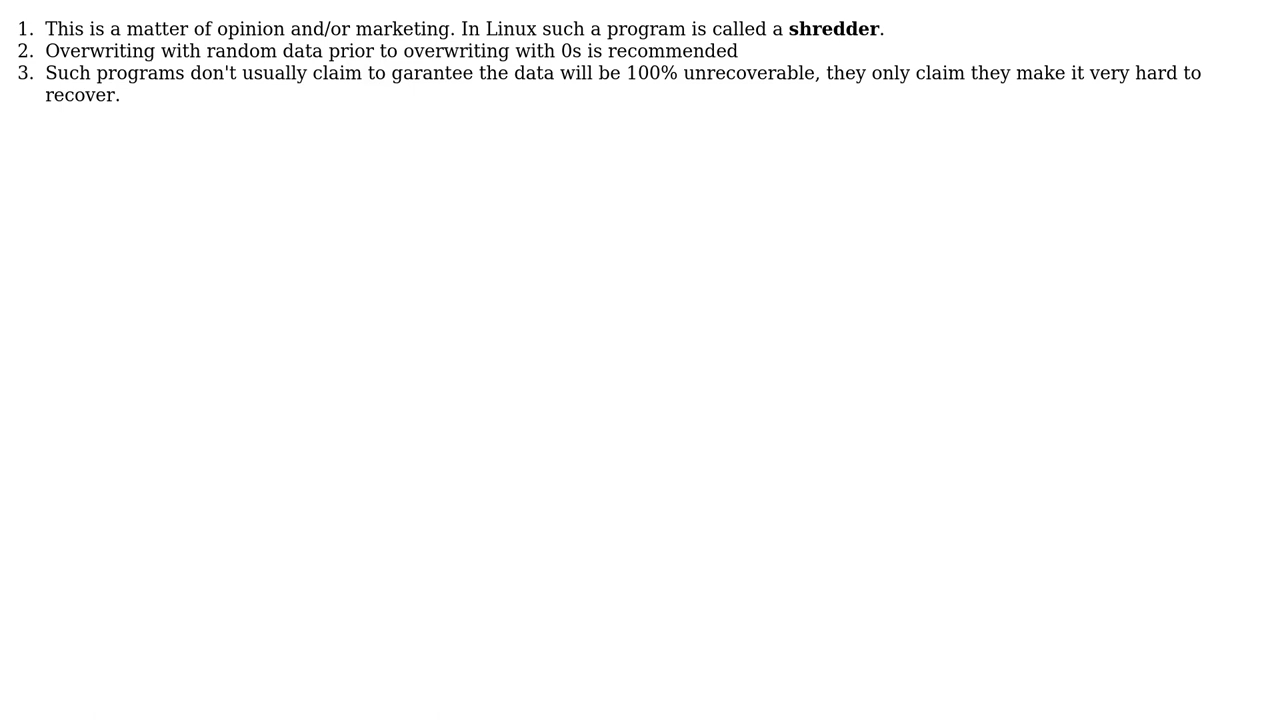 1. This is a matter of opinion and/or marketing. In Linux such a program is called a shredder.
2. Overwriting with random data prior to overwriting with 0s is recommended
3. Such programs don't usually claim to garantee the data will be 100% unrecoverable, they only claim they make it very hard to
recover.